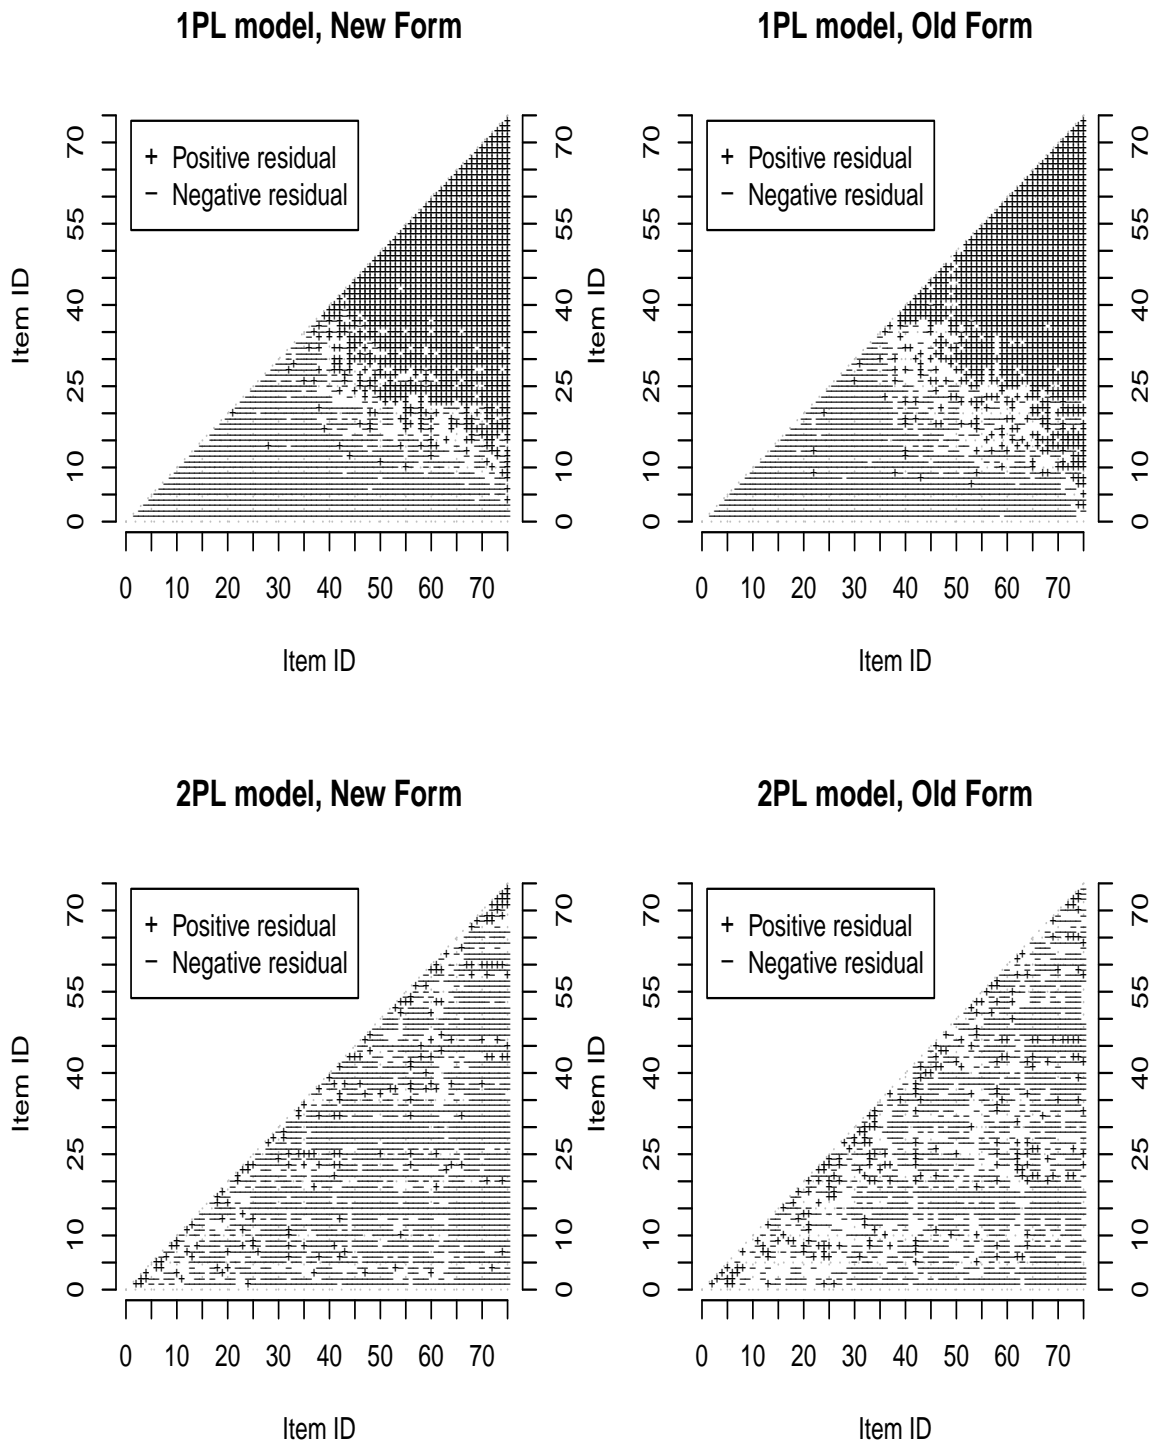 1PL model, New Form
+ Positive residual
− Negative residual
Item ID
0 10 25 40 55 70
0 10 25 40 55 70
0 10 20 30 40 50 60 70
Item ID
1PL model, Old Form
+ Positive residual
− Negative residual
Item ID
0 10 25 40 55 70
0 10 25 40 55 70
0 10 20 30 40 50 60 70
Item ID
2PL model, New Form
+ Positive residual
− Negative residual
Item ID
0 10 25 40 55 70
0 10 25 40 55 70
0 10 20 30 40 50 60 70
Item ID
2PL model, Old Form
+ Positive residual
− Negative residual
Item ID
0 10 25 40 55 70
0 10 25 40 55 70
0 10 20 30 40 50 60 70
Item ID